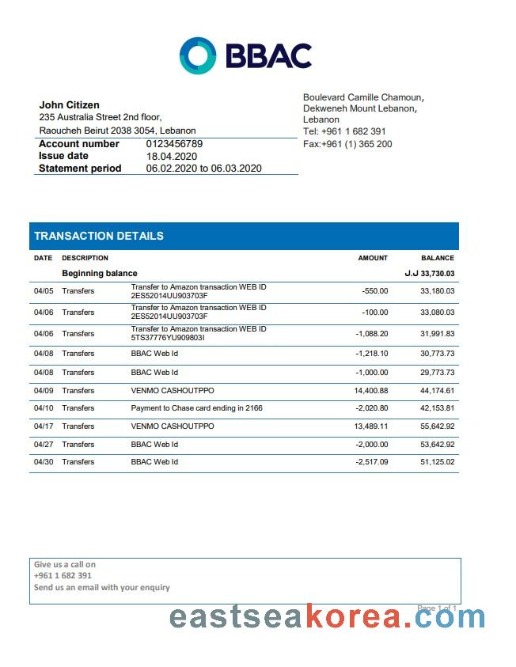 BBAC
John Citizen
235 Australia Street 2nd floor,
Raoucheh Beirut 2038 3054, Lebanon
Account number 0123456789
Issue date 18.04.2020
Statement period 06.02.2020 to 06.03.2020
Boulevard Camille Chamoun,
Dekweneh Mount Lebanon,
Lebanon
Tel: +961 1 682 391
Fax:+961 (1) 365 200
TRANSACTION DETAILS
DATE DESCRIPTION AMOUNT BALANCE
Beginning balance ل.ل 33,730.03
04/05 Transfers Transfer to Amazon transaction WEB ID 2ES52014UU903703F -550.00 33,180.03
04/06 Transfers Transfer to Amazon transaction WEB ID 2ES52014UU903703F -100.00 33,080.03
04/06 Transfers Transfer to Amazon transaction WEB ID 5TS37776YU909803I -1,088.20 31,991.83
04/08 Transfers BBAC Web Id -1,218.10 30,773.73
04/08 Transfers BBAC Web Id -1,000.00 29,773.73
04/09 Transfers VENMO CASHOUTPPO 14,400.88 44,174.61
04/10 Transfers Payment to Chase card ending in 2166 -2,020.80 42,153.81
04/17 Transfers VENMO CASHOUTPPO 13,489.11 55,642.92
04/27 Transfers BBAC Web Id -2,000.00 53,642.92
04/30 Transfers BBAC Web Id -2,517.09 51,125.02
Give us a call on
+961 1 682 391
Send us an email with your enquiry
Page 1 of 1
eastseakorea.com